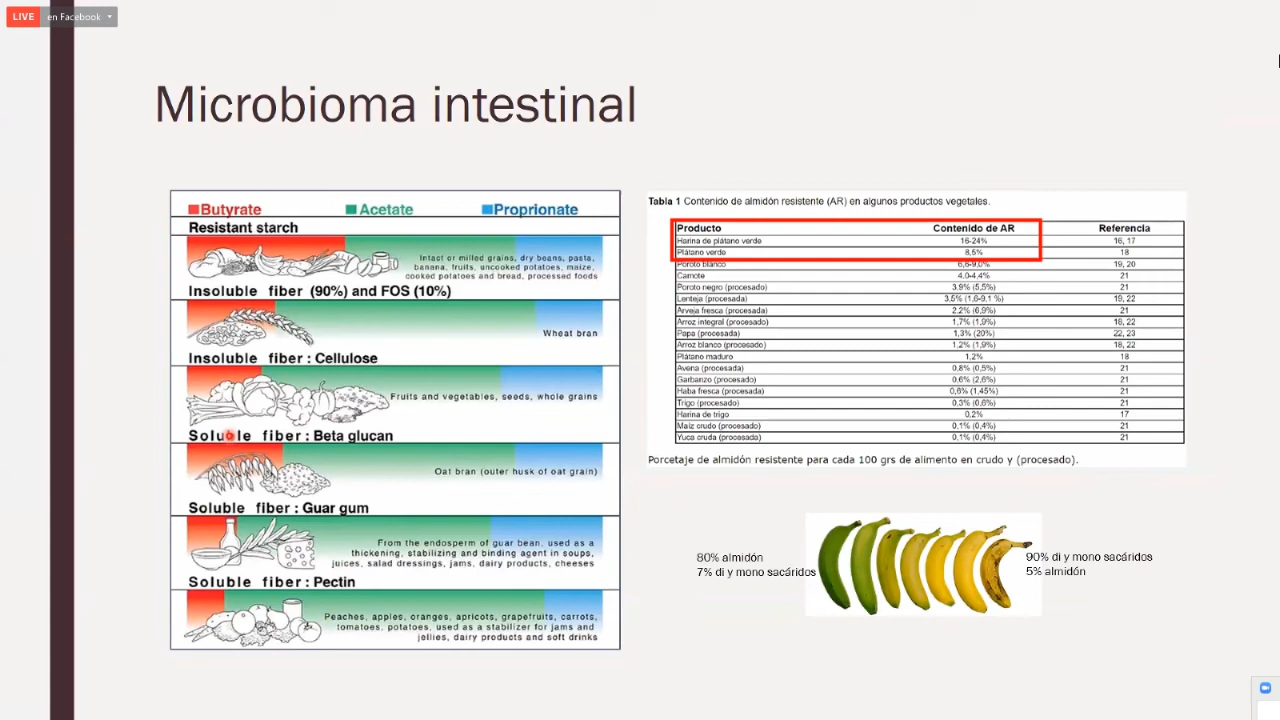 LIVE en Facebook
Microbioma intestinal
Butyrate Acetate Proprionate
Resistant starch
Intact or milled grains, dry beans, pasta,
banana, fruits, uncooked potatoes, maize,
cooked potatoes and bread, processed foods
Insoluble fiber (90%) and FOS (10%)
Wheat bran
Insoluble fiber : Cellulose
Fruits and vegetables, seeds, whole grains
Soluble fiber : Beta glucan
Oat bran (outer husk of oat grain)
Soluble fiber : Guar gum
From the endosperm of guar bean, used as a
thickening, stabilizing and binding agent in soups,
juices, salad dressings, jams, dairy products, cheeses
Soluble fiber : Pectin
Peaches, apples, oranges, apricots, grapefruits, carrots,
tomatoes, potatoes, used as a stabilizer for jams and
jellies, dairy products and soft drinks
Tabla 1 Contenido de almidón resistente (AR) en algunos productos vegetales.
Producto Contenido de AR Referencia
Harina de plátano verde 16-24% 16, 17
Plátano verde 8,5% 18
Poroto blanco 6,6-9,0% 19, 20
Camote 4,0-4,4% 21
Poroto negro (procesado) 3.9% (5,5%) 21
Lenteja (procesada) 3.5% (1,6-9,1 %) 19, 22
Arveja fresca (procesada) 2.2% (6,9%) 21
Arroz integral (procesado) 1,7% (1,9%) 18, 22
Papa (procesada) 1,3% (20%) 22, 23
Arroz blanco (procesado) 1,2% (1,9%) 18, 22
Plátano maduro 1,2% 18
Avena (procesada) 0.8% (0,5%) 21
Garbanzo (procesado) 0,6% (2,6%) 21
Haba fresca (procesada) 0,6% (1,45%) 21
Trigo (procesado) 0,3% (0,6%) 21
Harina de trigo 0,2% 17
Maíz crudo (procesado) 0.1% (0,4%) 21
Yuca cruda (procesada) 0,1% (0,4%) 21
Porcetaje de almidón resistente para cada 100 grs de alimento en crudo y (procesado).
80% almidón
7% di y mono sacáridos
90% di y mono sacáridos
5% almidón